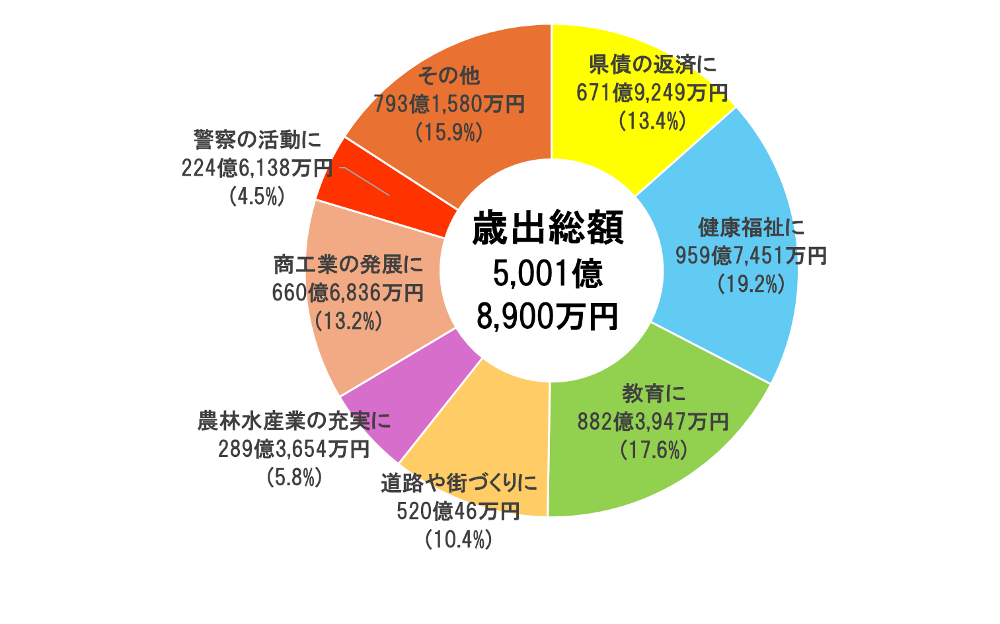 県債の返済に
671億9,249万円
(13.4%)
健康福祉に
959億7,451万円
(19.2%)
教育に
882億3,947万円
(17.6%)
道路や街づくりに
520億46万円
(10.4%)
農林水産業の充実に
289億3,654万円
(5.8%)
商工業の発展に
660億6,836万円
(13.2%)
警察の活動に
224億6,138万円
(4.5%)
その他
793億1,580万円
(15.9%)
歳出総額
5,001億
8,900万円